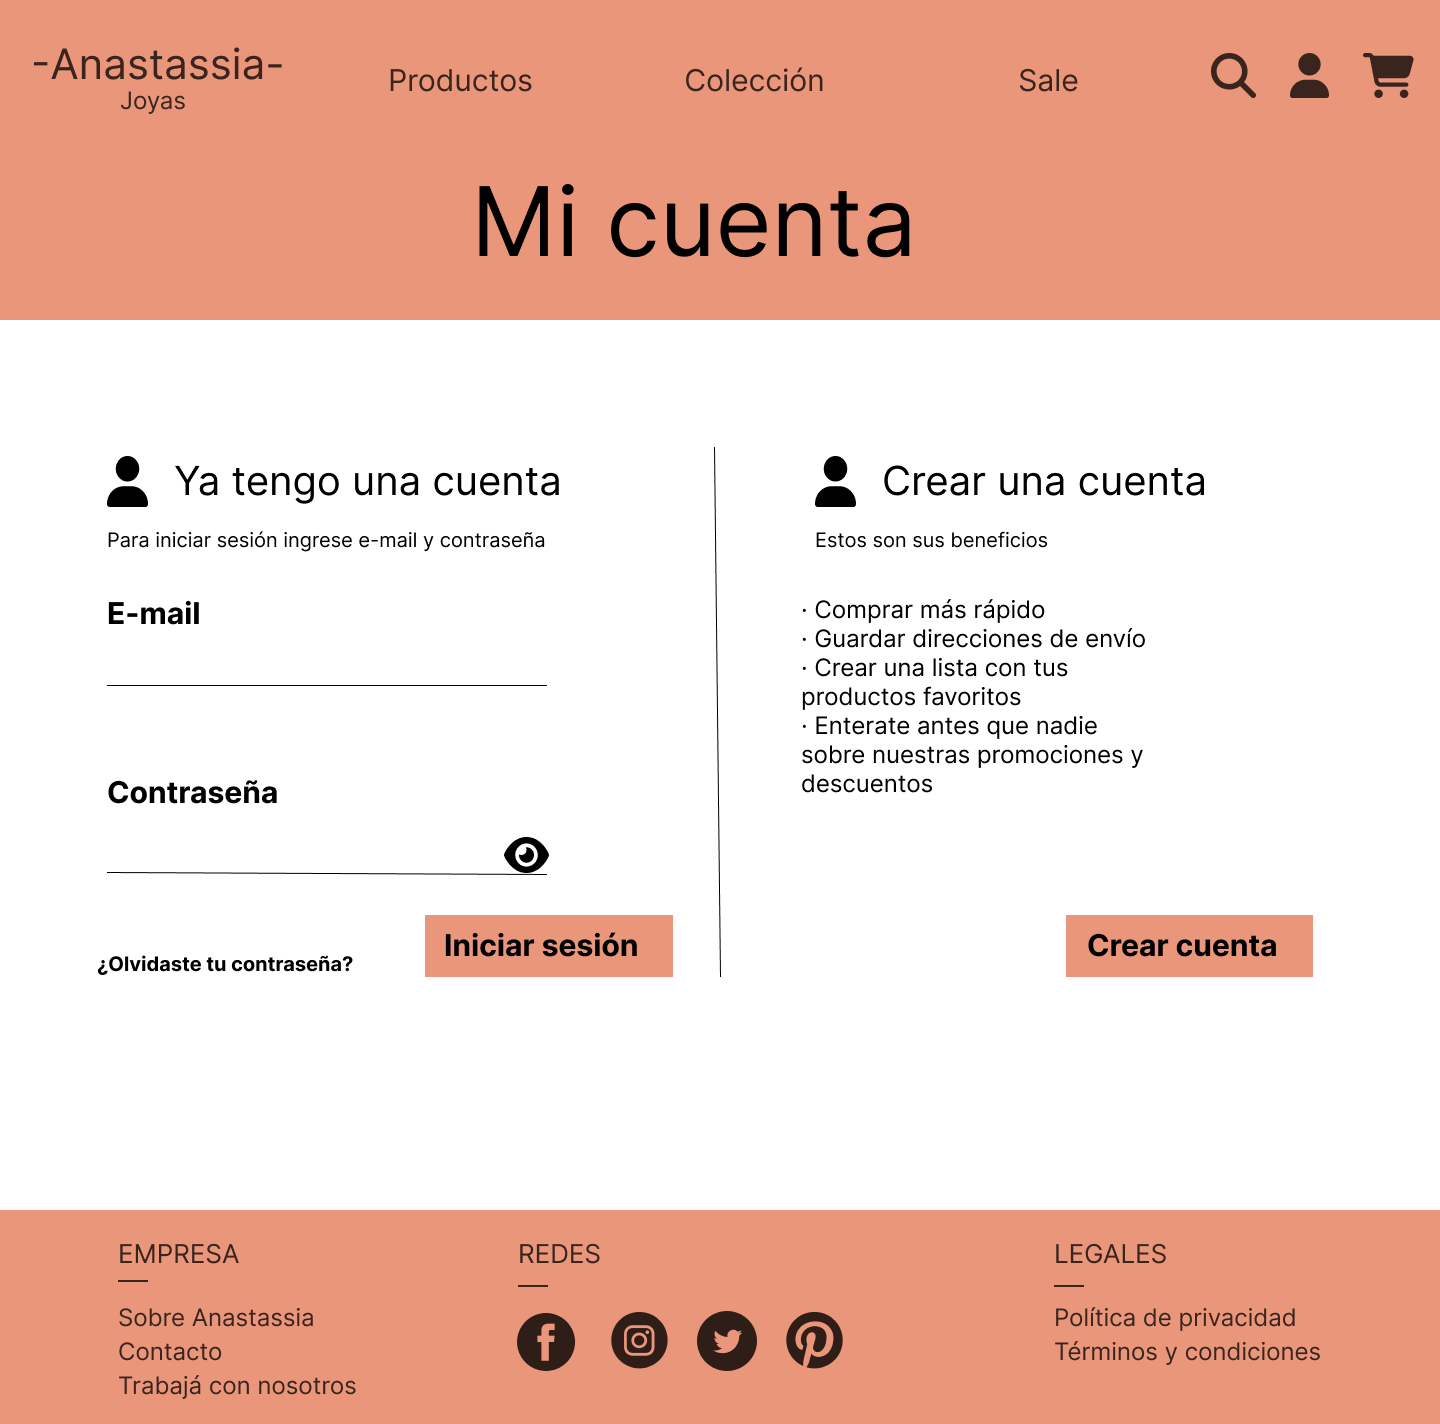 -Anastassia-
Joyas
Productos
Colección
Sale
Mi cuenta
Ya tengo una cuenta
Para iniciar sesión ingrese e-mail y contraseña
E-mail
Contraseña
¿Olvidaste tu contraseña?
Iniciar sesión
Crear una cuenta
Estos son sus beneficios
· Comprar más rápido
· Guardar direcciones de envío
· Crear una lista con tus
productos favoritos
· Enterate antes que nadie
sobre nuestras promociones y
descuentos
Crear cuenta
EMPRESA
Sobre Anastassia
Contacto
Trabajá con nosotros
REDES
LEGALES
Política de privacidad
Términos y condiciones